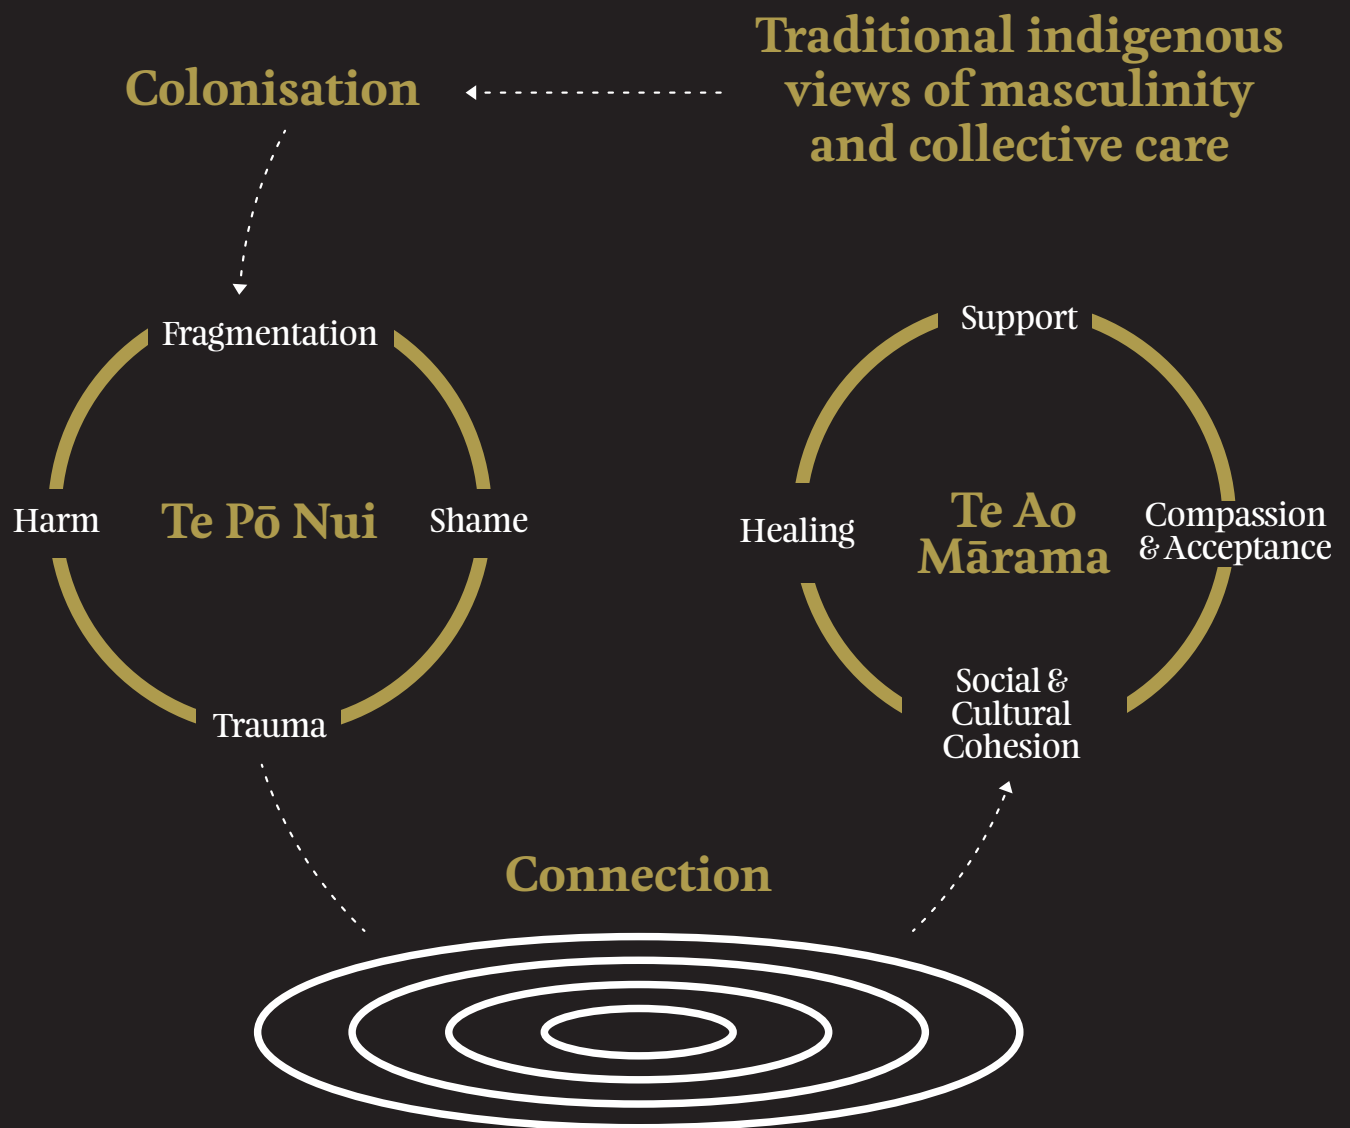 Traditional indigenous
views of masculinity
and collective care
Colonisation
Fragmentation
Harm
Te Pō Nui
Shame
Trauma
Support
Healing
Te Ao
Mārama
Compassion
& Acceptance
Social &
Cultural
Cohesion
Connection